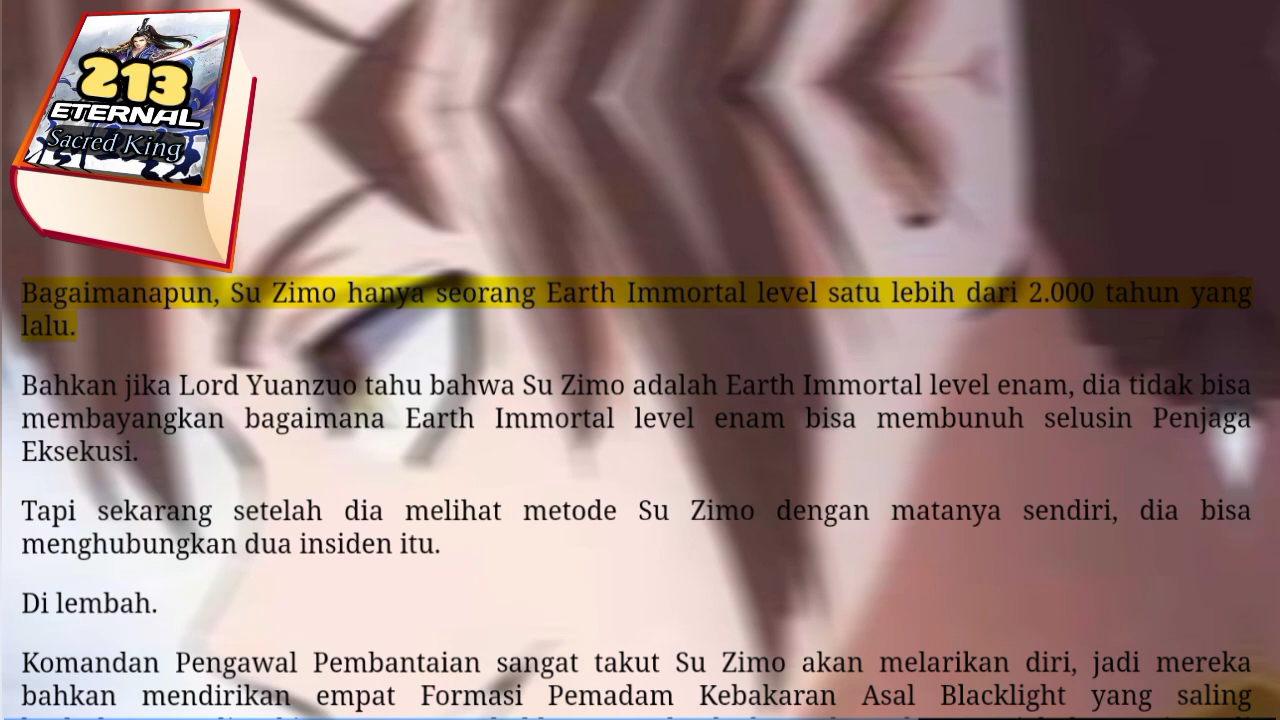 213
ETERNAL
Sacred King
Bagaimanapun, Su Zimo hanya seorang Earth Immortal level satu lebih dari 2.000 tahun yang
lalu.
Bahkan jika Lord Yuanzuo tahu bahwa Su Zimo adalah Earth Immortal level enam, dia tidak bisa
membayangkan bagaimana Earth Immortal level enam bisa membunuh selusin Penjaga
Eksekusi.
Tapi sekarang setelah dia melihat metode Su Zimo dengan matanya sendiri, dia bisa
menghubungkan dua insiden itu.
Di lembah.
Komandan Pengawal Pembantaian sangat takut Su Zimo akan melarikan diri, jadi mereka
bahkan mendirikan empat Formasi Pemadam Kebakaran Asal Blacklight yang saling